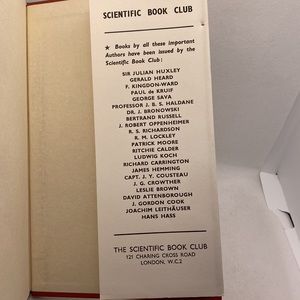 SCIENTIFIC BOOK CLUB
★ Books by all these important
Authors have been issued by the
Scientific Book Club:
SIR JULIAN HUXLEY
GERALD HEARD
F. KINGDON-WARD
PAUL de KRUIF
GEORGE SAVA
PROFESSOR J. B. S. HALDANE
DR. J. BRONOWSKI
BERTRAND RUSSELL
J. ROBERT OPPENHEIMER
R. S. RICHARDSON
R. M. LOCKLEY
PATRICK MOORE
RITCHIE CALDER
LUDWIG KOCH
RICHARD CARRINGTON
JAMES HEMMING
CAPT. J. Y. COUSTEAU
J. G. CROWTHER
LESLIE BROWN
DAVID ATTENBOROUGH
J. GORDON COOK
JOACHIM LEITHÄUSER
HANS HASS
THE SCIENTIFIC BOOK CLUB
121 CHARING CROSS ROAD
LONDON, W.C.2